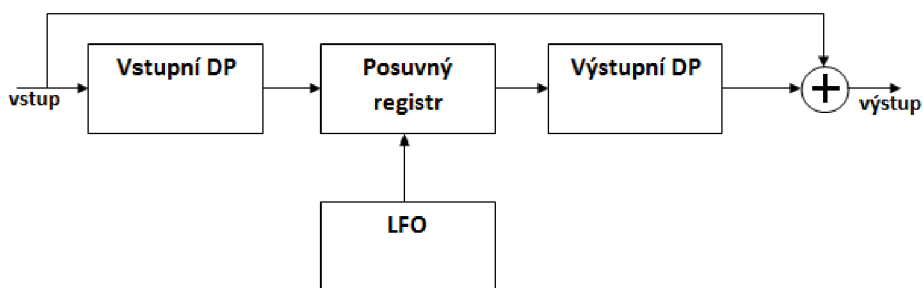 Vstupní DP
Posuvný
registr
Výstupní DP
vstup
+
výstup
LFO